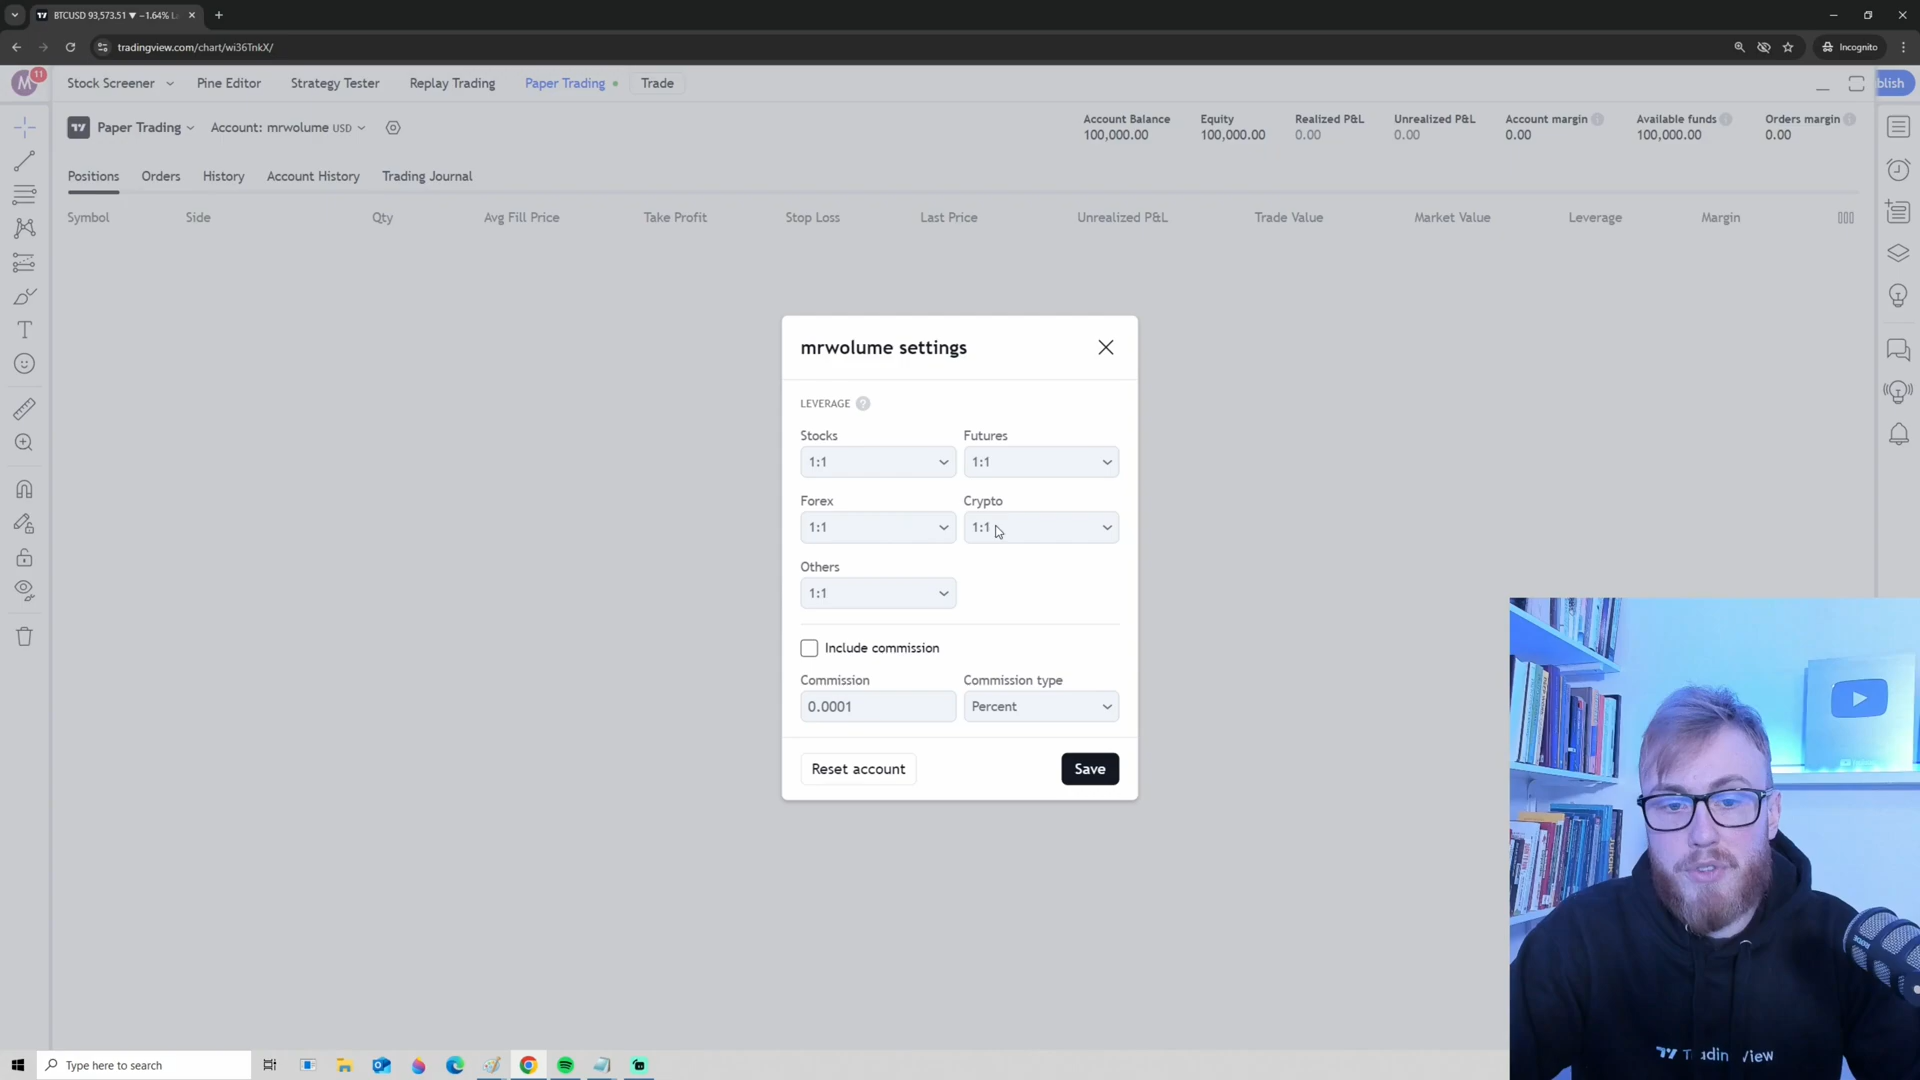 BTCUSD 93,573.51 ▼ −1.64%
tradingview.com/chart/wi36TnkX/
Incognito
M
11
Stock Screener
Pine Editor
Strategy Tester
Replay Trading
Paper Trading
Trade
blish
Paper Trading
Account: mrwolume USD
Account Balance
100,000.00
Equity
100,000.00
Realized P&L
0.00
Unrealized P&L
0.00
Account margin
0.00
Available funds
100,000.00
Orders margin
0.00
Positions
Orders
History
Account History
Trading Journal
Symbol
Side
Qty
Avg Fill Price
Take Profit
Stop Loss
Last Price
Unrealized P&L
Trade Value
Market Value
Leverage
Margin
mrwolume settings
LEVERAGE ?
Stocks
1:1
Futures
1:1
Forex
1:1
Crypto
1:1
Others
1:1
Include commission
Commission
0.0001
Commission type
Percent
Reset account
Save
Type here to search